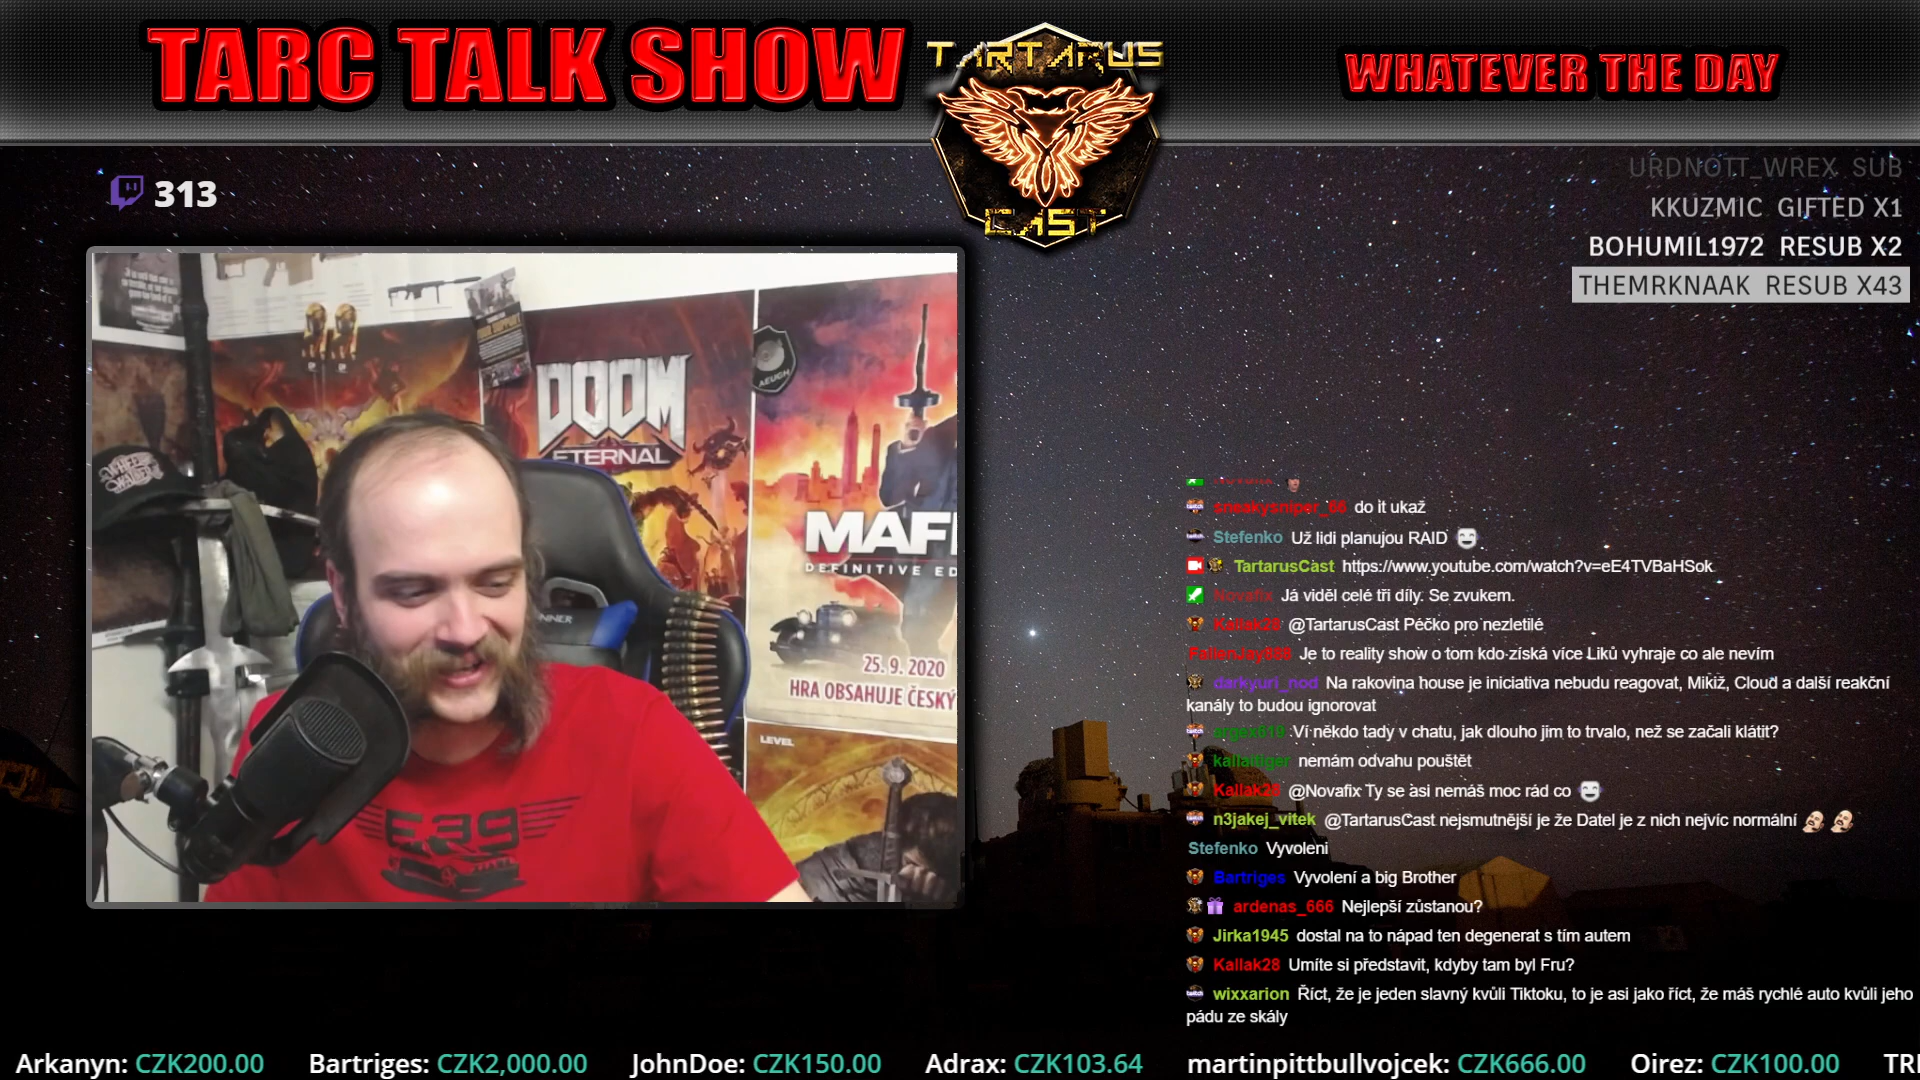 TARC TALK SHOW
TARTARUS
CAST
WHATEVER THE DAY
313
URDNOTT_WREX SUB
KKUZMIC GIFTED X1
BOHUMIL1972 RESUB X2
THEMRKNAAK RESUB X43
DOOM
ETERNAL
AEUGH
MAF
DEFINITIVE ED
25. 9. 2020
HRA OBSAHUJE ČESKÝ
LEVEL
E39
sneakysniper_66 do it ukaž
Stefenko Už lidi planujou RAID
TartarusCast https://www.youtube.com/watch?v=eE4TVBaHSok
Novafix Já viděl celé tři díly. Se zvukem.
Kallak28 @TartarusCast Péčko pro nezletilé
FallenJay888 Je to reality show o tom kdo získá více Liků vyhraje co ale nevím
darkyuri_nod Na rakovina house je iniciativa nebudu reagovat, Mikiž, Cloud a další reakční
kanály to budou ignorovat
argex619 Ví někdo tady v chatu, jak dlouho jim to trvalo, než se začali klátit?
kallaitiger nemám odvahu pouštět
Kallak28 @Novafix Ty se asi nemáš moc rád co
n3jakej_vitek @TartarusCast nejsmutnější je že Datel je z nich nejvíc normální
Stefenko Vyvoleni
Bartriges Vyvolení a big Brother
ardenas_666 Nejlepší zůstanou?
Jirka1945 dostal na to nápad ten degenerat s tím autem
Kallak28 Umíte si představit, kdyby tam byl Fru?
wixxarion Říct, že je jeden slavný kvůli Tiktoku, to je asi jako říct, že máš rychlé auto kvůli jeho
pádu ze skály
Arkanyn: CZK200.00 Bartriges: CZK2,000.00 JohnDoe: CZK150.00 Adrax: CZK103.64 martinpittbullvojcek: CZK666.00 Oirez: CZK100.00